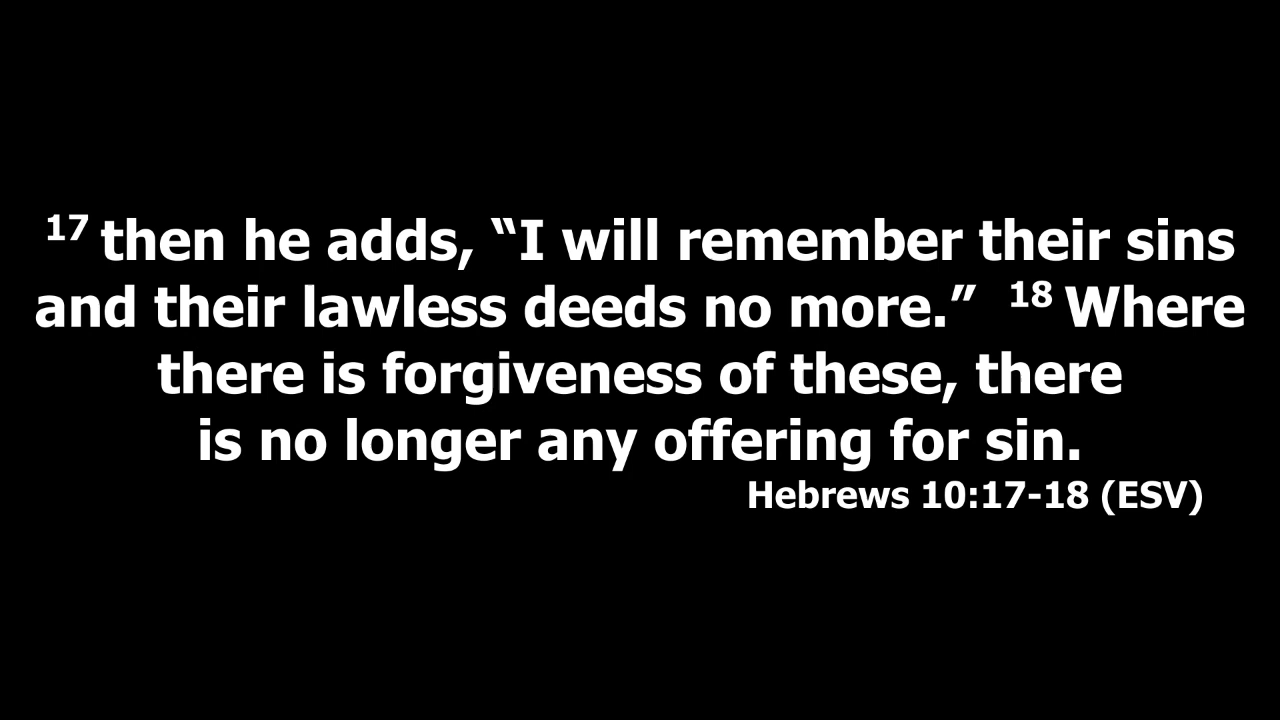 17 then he adds, “I will remember their sins
and their lawless deeds no more.” 18 Where
there is forgiveness of these, there
is no longer any offering for sin.
Hebrews 10:17-18 (ESV)